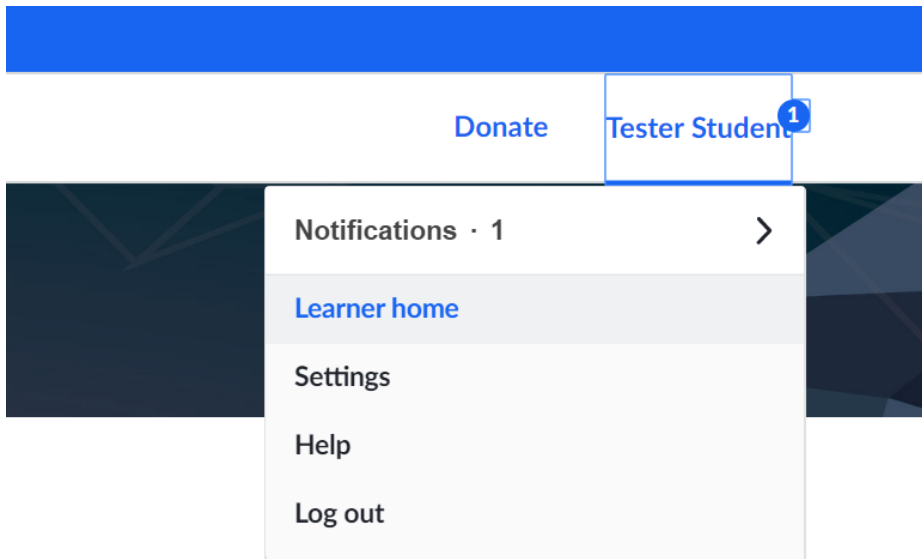 Donate
Tester Student
1
Notifications · 1
Learner home
Settings
Help
Log out